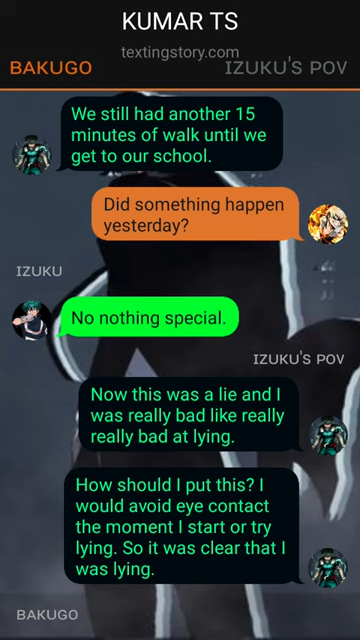 KUMAR TS
textingstory.com
BAKUGO
IZUKU'S POV
We still had another 15
minutes of walk until we
get to our school.
Did something happen
yesterday?
IZUKU
No nothing special.
IZUKU'S POV
Now this was a lie and I
was really bad like really
really bad at lying.
How should I put this? I
would avoid eye contact
the moment I start or try
lying. So it was clear that I
was lying.
BAKUGO